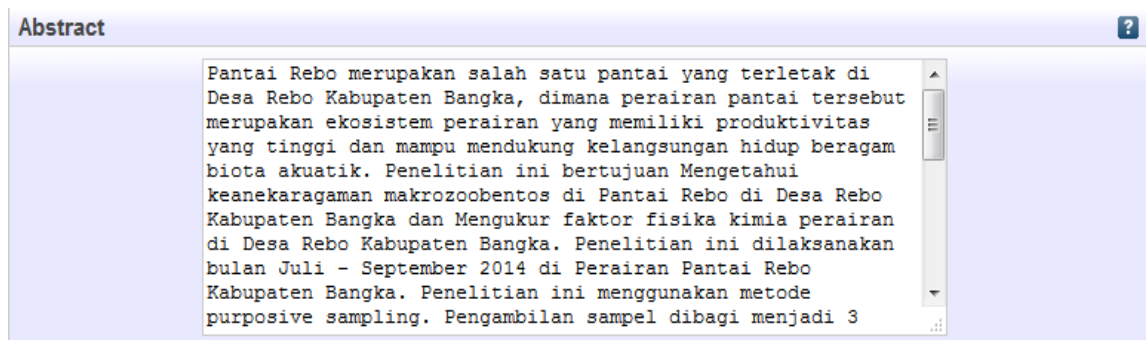 Abstract
?
Pantai Rebo merupakan salah satu pantai yang terletak di
Desa Rebo Kabupaten Bangka, dimana perairan pantai tersebut
merupakan ekosistem perairan yang memiliki produktivitas
yang tinggi dan mampu mendukung kelangsungan hidup beragam
biota akuatik. Penelitian ini bertujuan Mengetahui
keanekaragaman makrozoobentos di Pantai Rebo di Desa Rebo
Kabupaten Bangka dan Mengukur faktor fisika kimia perairan
di Desa Rebo Kabupaten Bangka. Penelitian ini dilaksanakan
bulan Juli - September 2014 di Perairan Pantai Rebo
Kabupaten Bangka. Penelitian ini menggunakan metode
purposive sampling. Pengambilan sampel dibagi menjadi 3